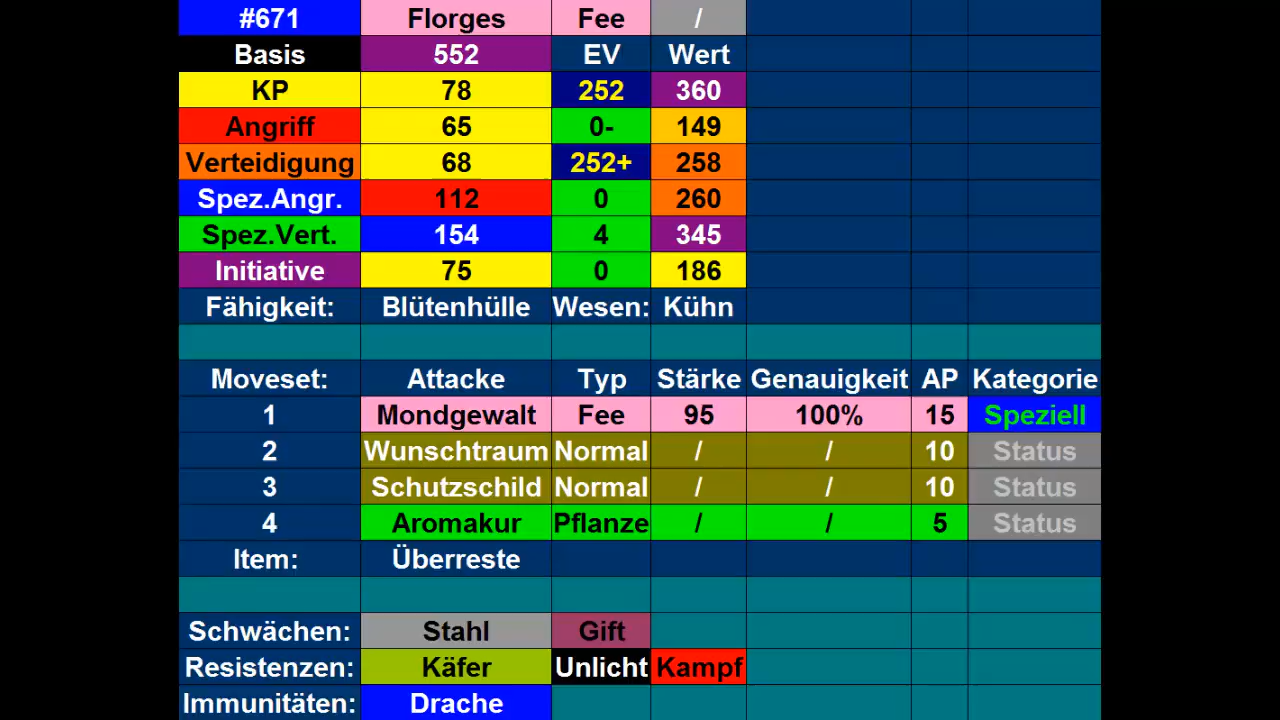 #671 Florges Fee /
Basis 552 EV Wert
KP 78 252 360
Angriff 65 0- 149
Verteidigung 68 252+ 258
Spez.Angr. 112 0 260
Spez.Vert. 154 4 345
Initiative 75 0 186
Fähigkeit: Blütenhülle Wesen: Kühn
Moveset: Attacke Typ Stärke Genauigkeit AP Kategorie
1 Mondgewalt Fee 95 100% 15 Speziell
2 Wunschtraum Normal / / 10 Status
3 Schutzschild Normal / / 10 Status
4 Aromakur Pflanze / / 5 Status
Item: Überreste
Schwächen: Stahl Gift
Resistenzen: Käfer Unlicht Kampf
Immunitäten: Drache